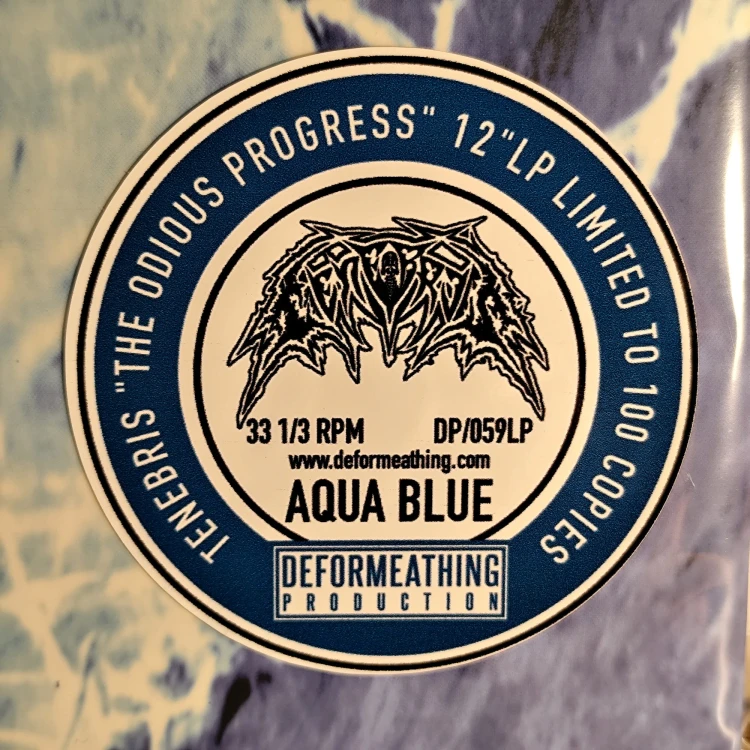 TENEBRIS "THE ODIOUS PROGRESS" 12"LP LIMITED TO 100 COPIES
TENEBRIS
33 1/3 RPM DP/059LP
www.deformeathing.com
AQUA BLUE
DEFORMEATHING
PRODUCTION